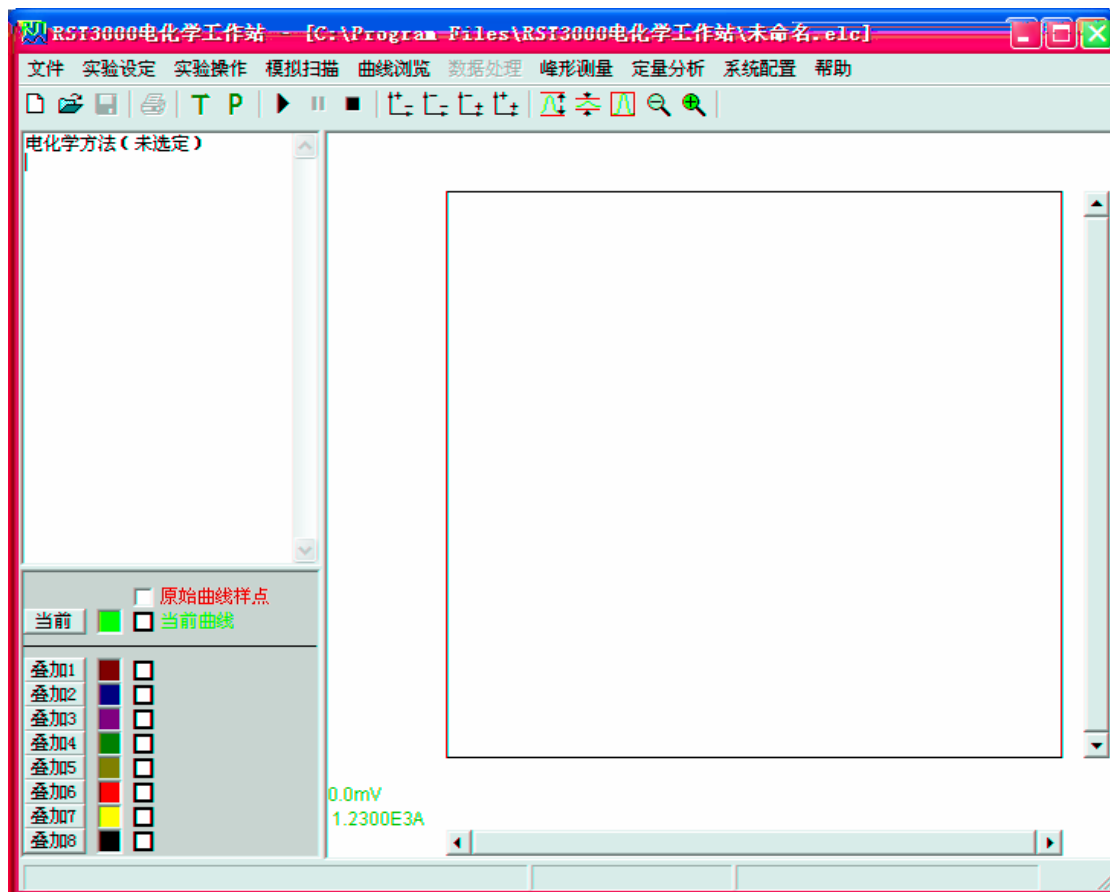 RST3000电化学工作站 - [C:\Program Files\RST3000电化学工作站\未命名.elc]
文件 实验设定 实验操作 模拟扫描 曲线浏览 数据处理 峰形测量 定量分析 系统配置 帮助
T P
电化学方法(未选定)
原始曲线样点
当前 当前曲线
叠加1
叠加2
叠加3
叠加4
叠加5
叠加6
叠加7
叠加8
0.0mV
1.2300E3A